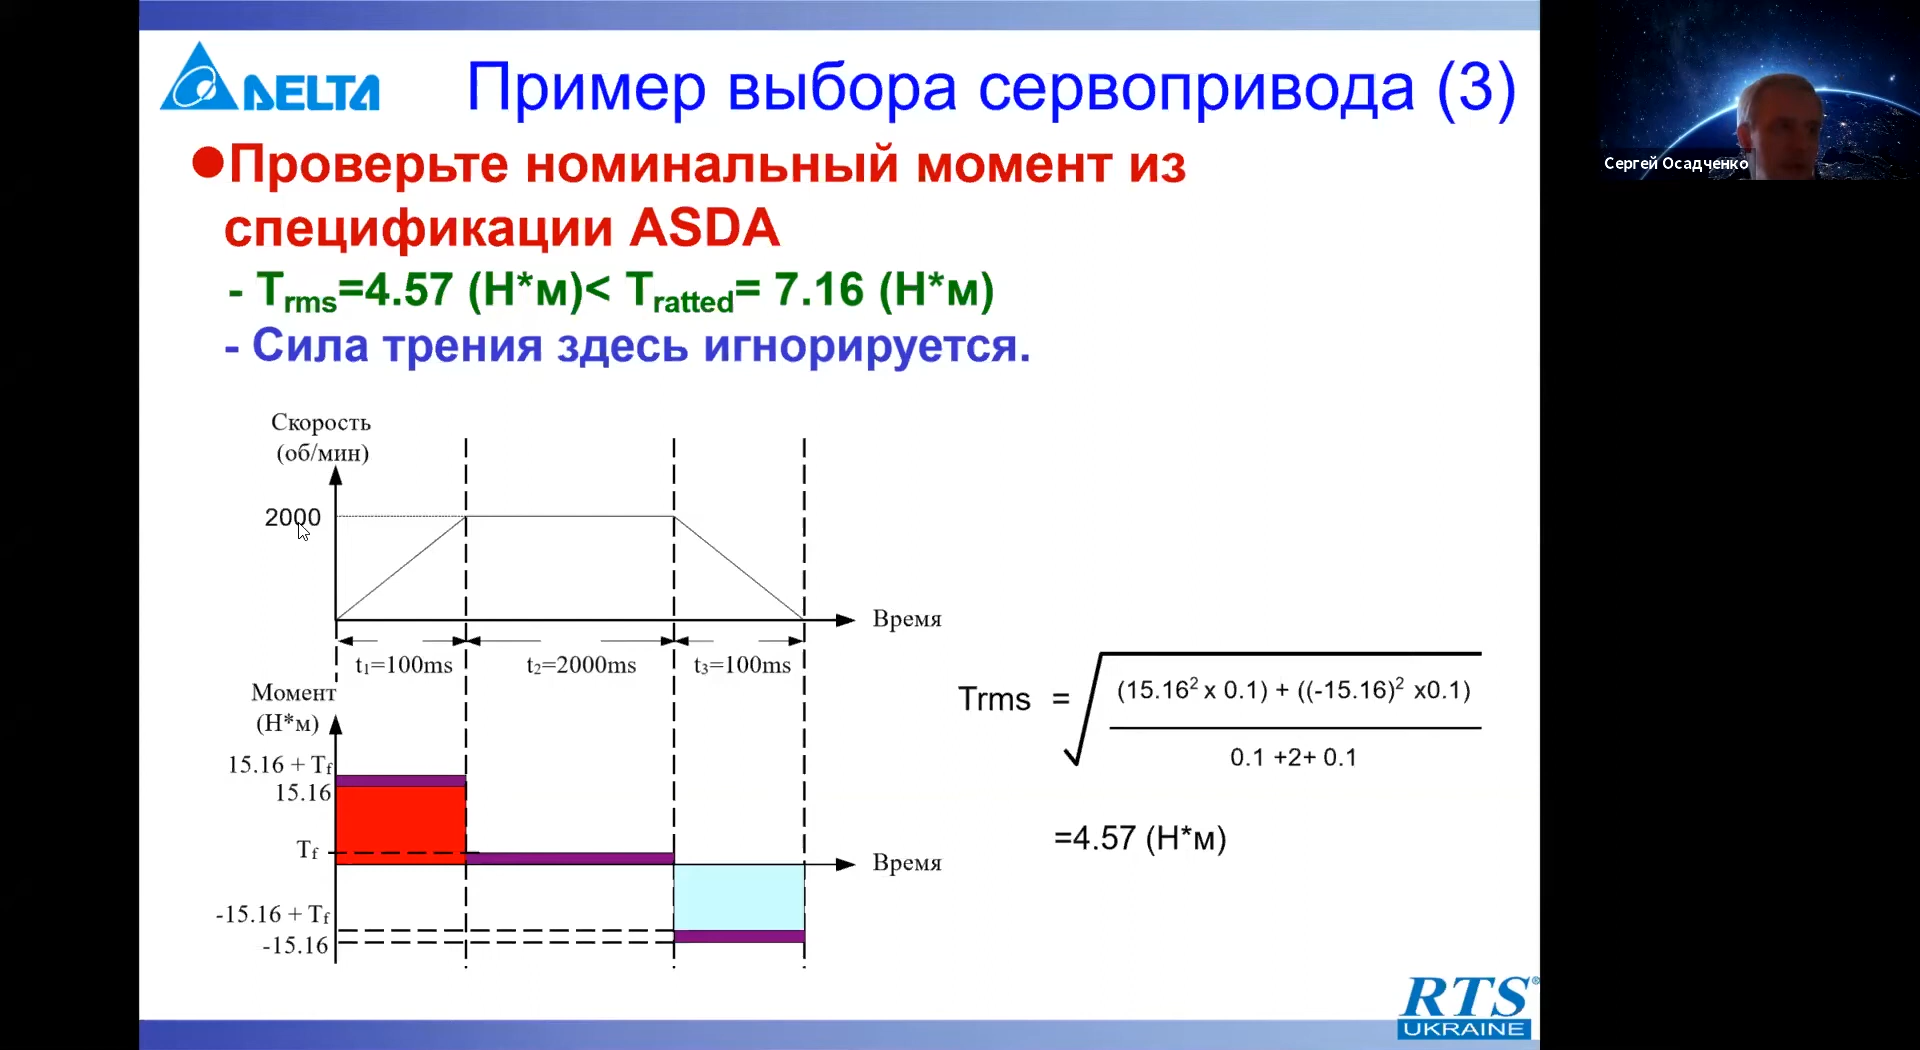 DELTA
Пример выбора сервопривода (3)
Сергей Осадченко
●Проверьте номинальный момент из
спецификации ASDA
- Trms=4.57 (Н*м)< Tratted= 7.16 (Н*м)
- Сила трения здесь игнорируется.
Скорость
(об/мин)
2000
Время
t1=100ms
t2=2000ms
t3=100ms
Момент
(Н*м)
15.16 + Tf
15.16
Tf
Время
-15.16 + Tf
-15.16
Trms =
(15.16² x 0.1) + ((-15.16)² x0.1)
0.1 +2+ 0.1
=4.57 (Н*м)
RTS®
UKRAINE